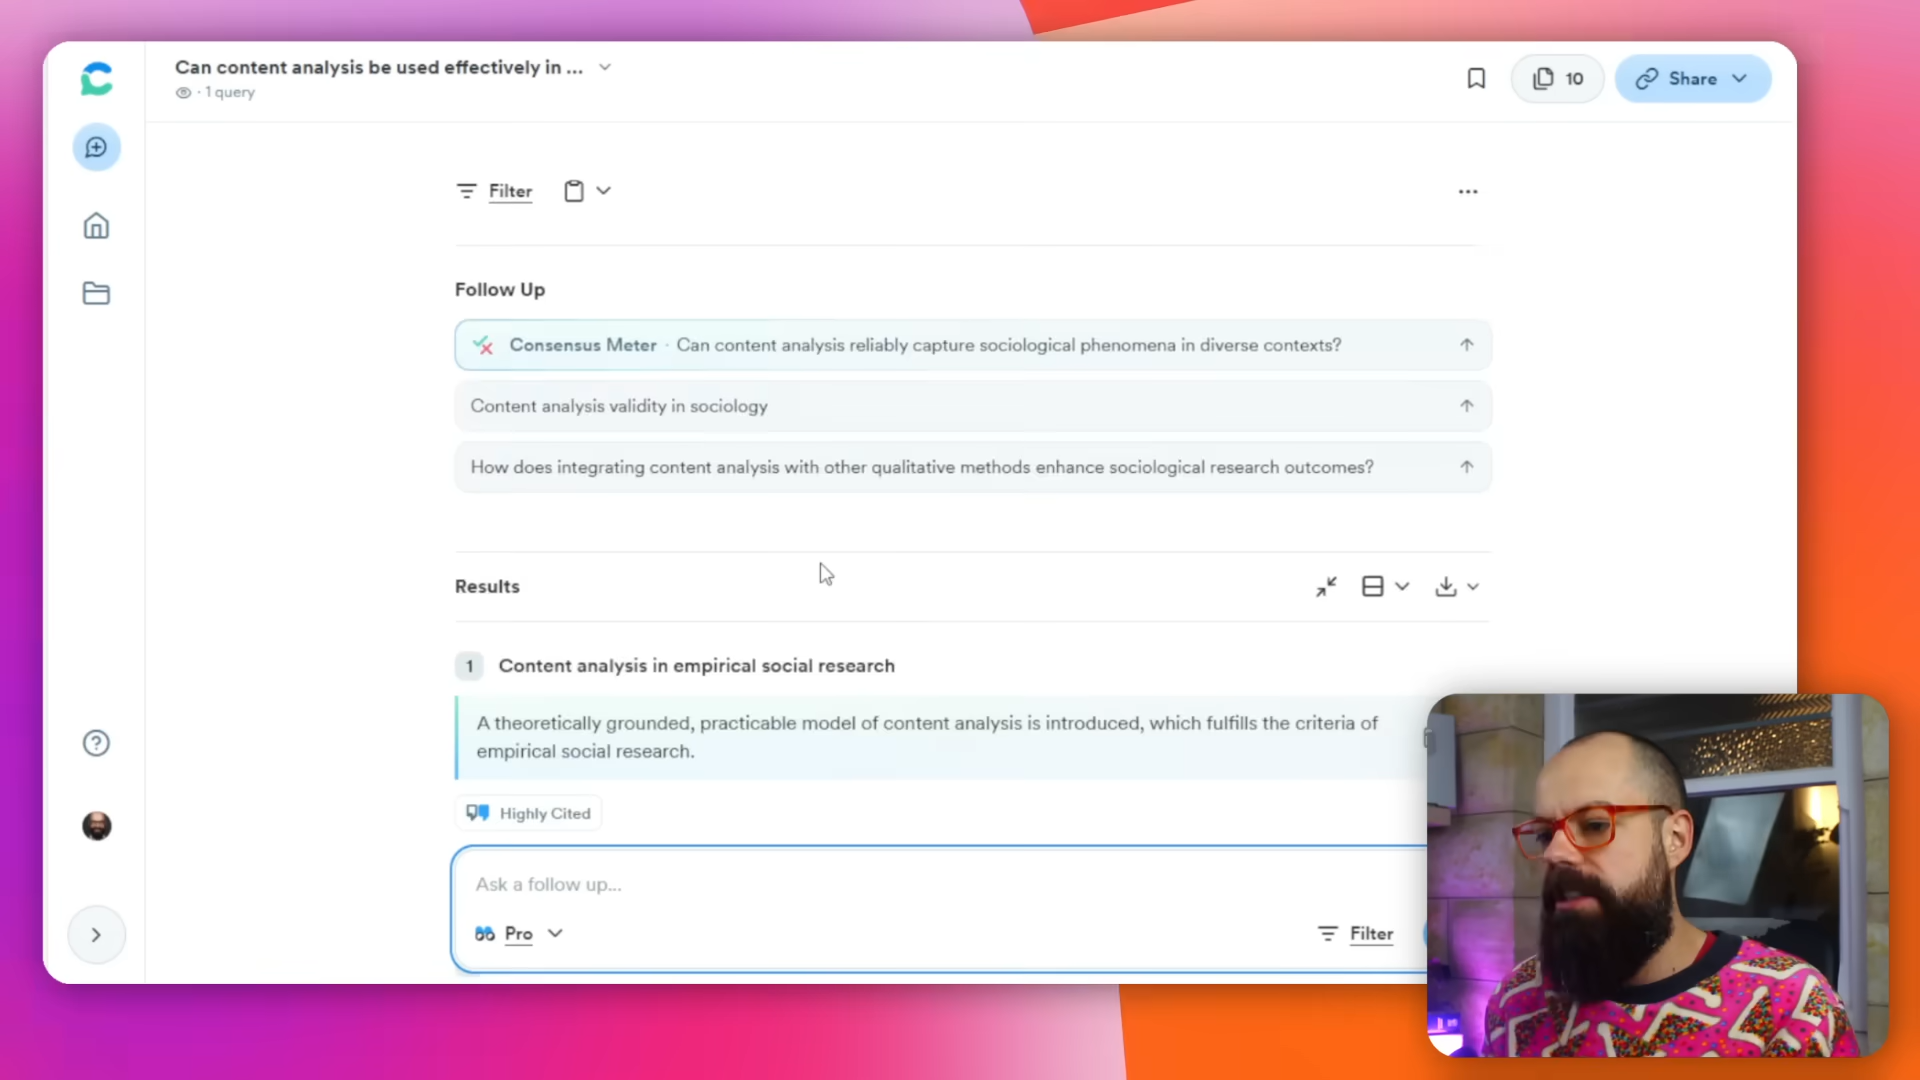 Can content analysis be used effectively in ...
· 1 query
10
Share
Filter
Follow Up
Consensus Meter · Can content analysis reliably capture sociological phenomena in diverse contexts?
Content analysis validity in sociology
How does integrating content analysis with other qualitative methods enhance sociological research outcomes?
Results
1 Content analysis in empirical social research
A theoretically grounded, practicable model of content analysis is introduced, which fulfills the criteria of
empirical social research.
Highly Cited
Ask a follow up...
Pro
Filter